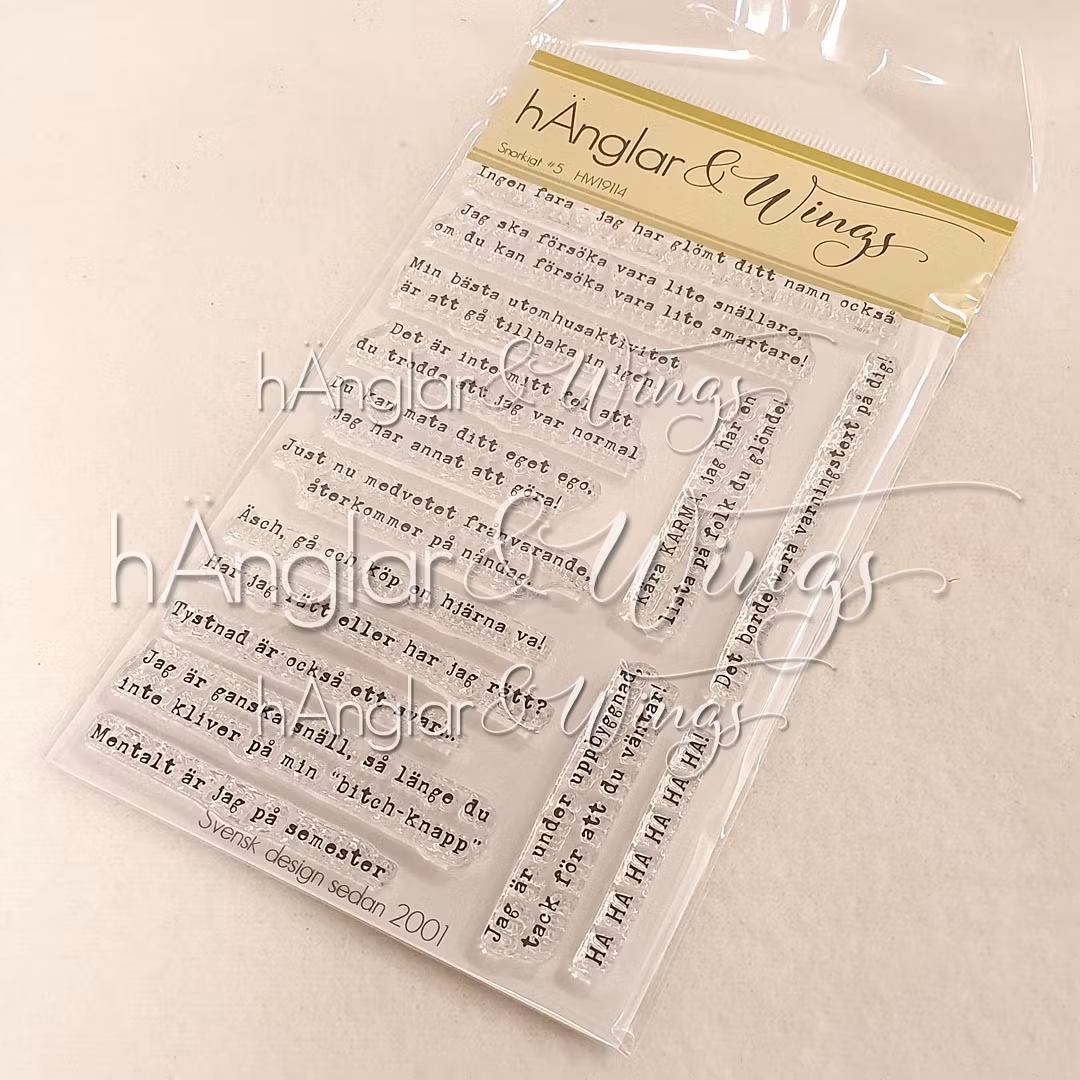 hÄnglar & Wings
Snarkigt #5 HW19114
Ingen fara - jag har glömt ditt namn också
Jag ska försöka vara lite snällare,
om du kan försöka vara lite smartare!
Min bästa utomhusaktivitet
är att gå tillbaka in igen
Det är inte mitt fel att
du trodde att jag var normal
Du kan mata ditt eget ego,
jag har annat att göra!
Just nu medvetet frånvarande,
återkommer på nåndag!
Äsch, gå och köp en hjärna va!
Har jag rätt eller har jag rätt?
Tystnad är också ett svar...
Jag är ganska snäll, så länge du
inte kliver på min "bitch-knapp"
Mentalt är jag på semester
Kära KARMA, jag har en
lista på folk du glömde!
Det borde vara varningstext på dig!
Jag är under uppbyggnad,
tack för att du väntar!
HA HA HA HA HA HA HA!
Svensk design sedan 2001
hÄnglar & Wings
hÄnglar & Wings
hÄnglar & Wings